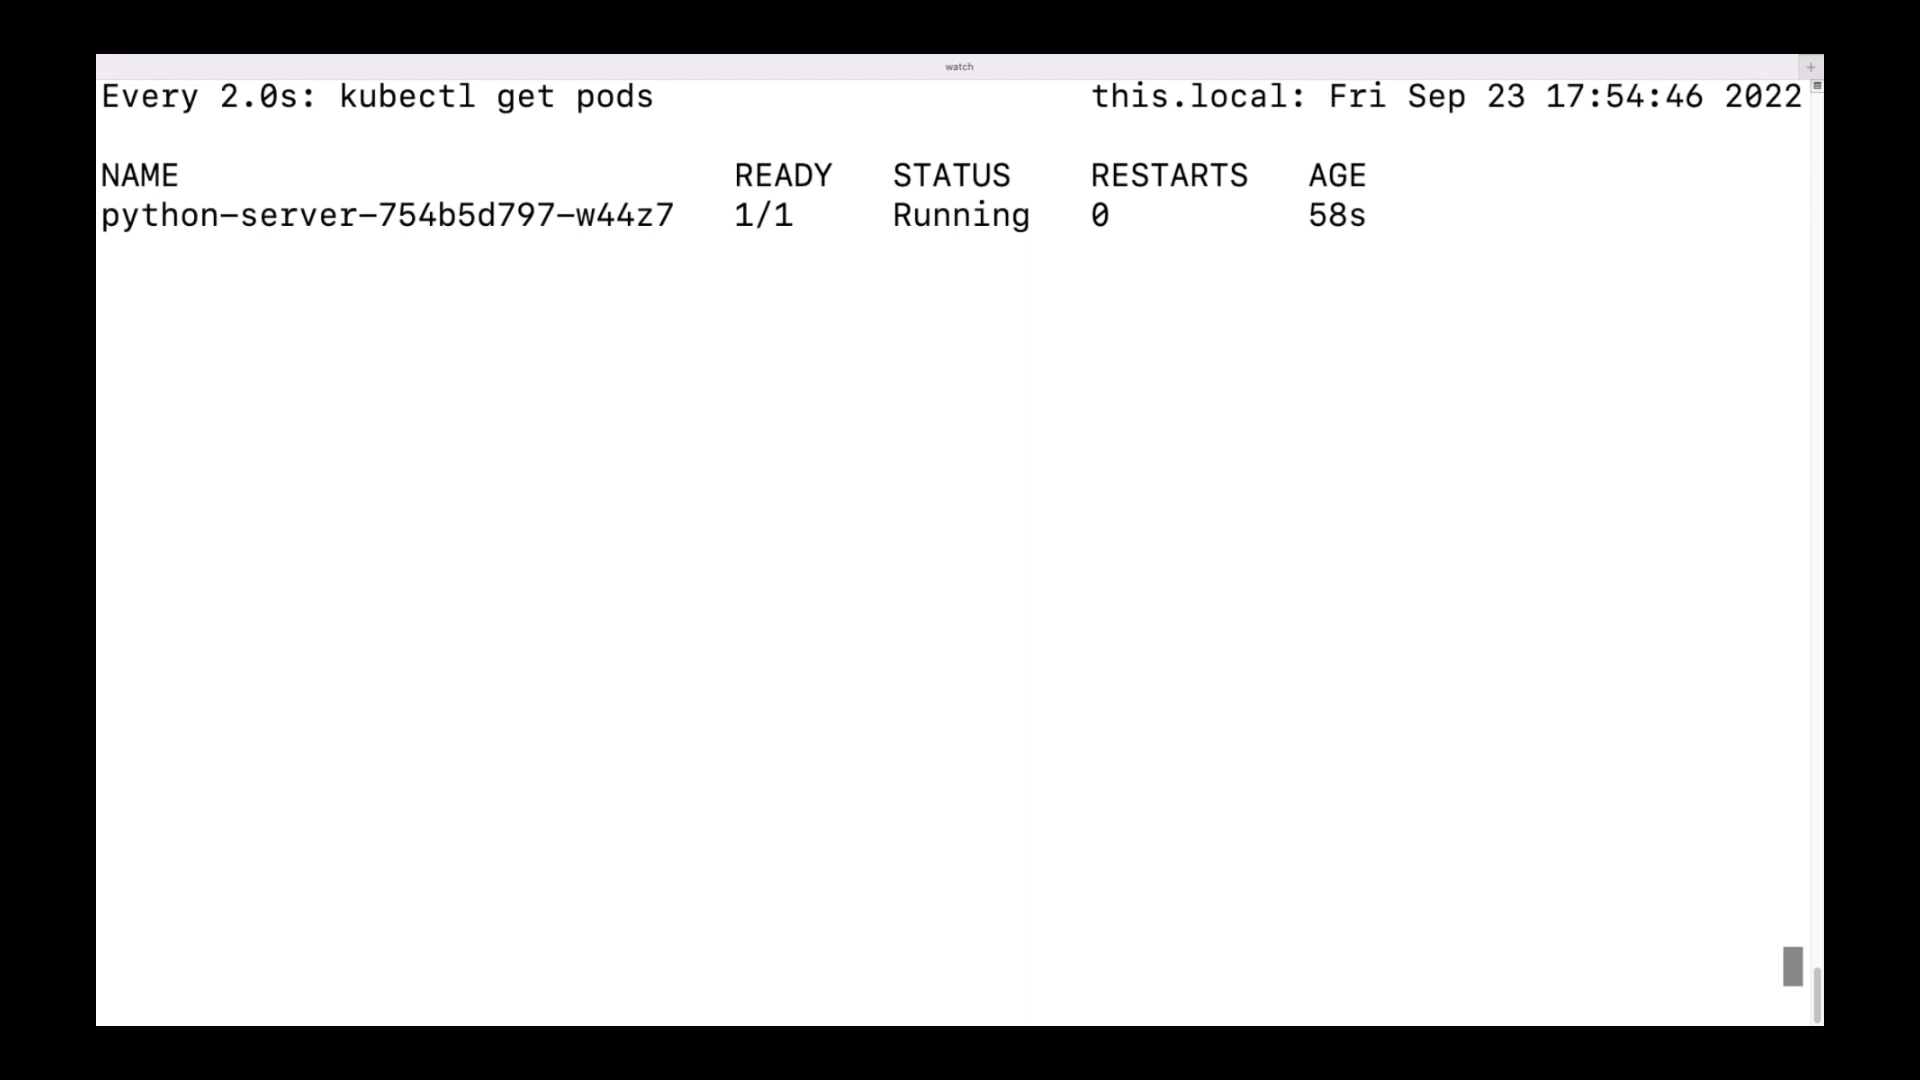 watch
Every 2.0s: kubectl get pods this.local: Fri Sep 23 17:54:46 2022
NAME READY STATUS RESTARTS AGE
python-server-754b5d797-w44z7 1/1 Running 0 58s